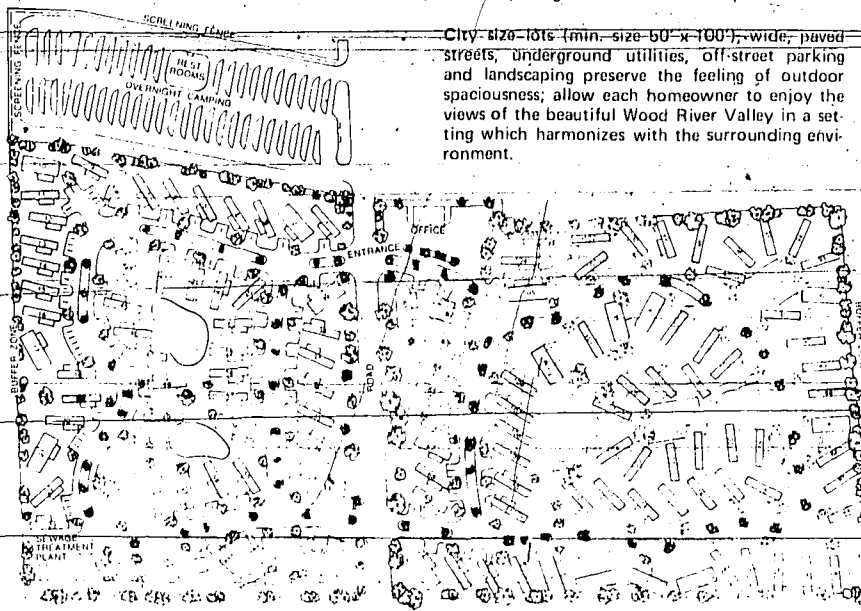 SCREENING FENCE
SCREENING FENCE
REST
ROOMS
OVERNIGHT CAMPING
City size lots (min. size 60' x 100'), wide, paved
streets, underground utilities, off-street parking
and landscaping preserve the feeling of outdoor
spaciousness; allow each homeowner to enjoy the
views of the beautiful Wood River Valley in a set-
ting which harmonizes with the surrounding envi-
ronment.
OFFICE
ENTRANCE
BUFFER ZONE
ROAD
SEWAGE
TREATMENT
PLANT